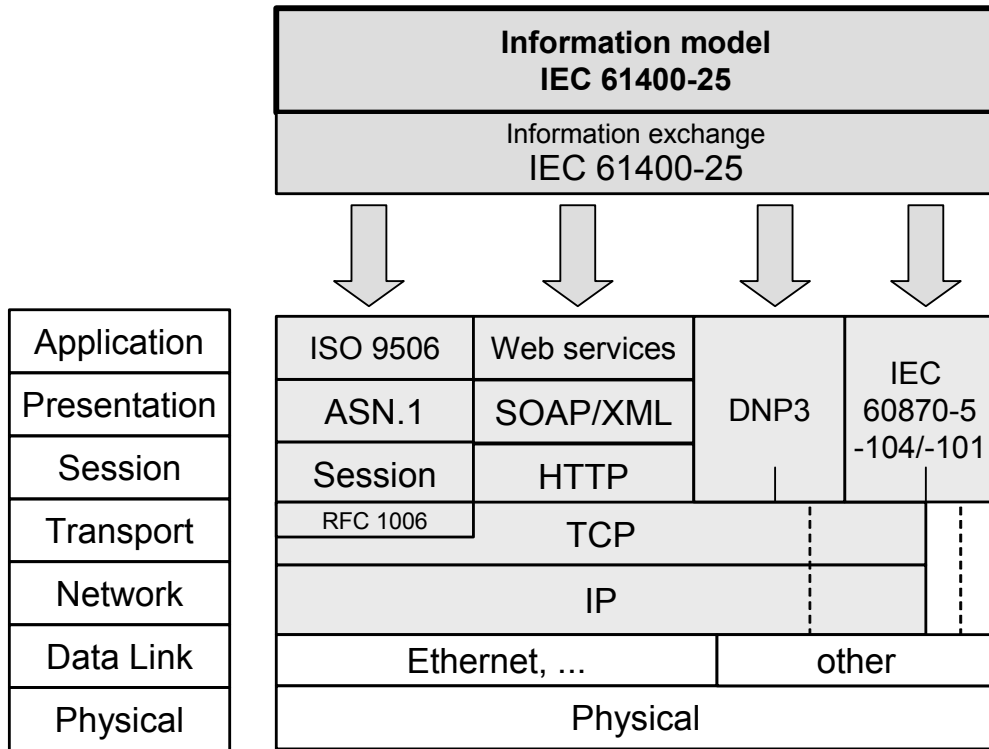 Information model
IEC 61400-25
Information exchange
IEC 61400-25
Application
Presentation
Session
Transport
Network
Data Link
Physical
ISO 9506
ASN.1
Session
RFC 1006
Web services
SOAP/XML
HTTP
DNP3
IEC
60870-5
-104/-101
TCP
IP
Ethernet, ...
other
Physical